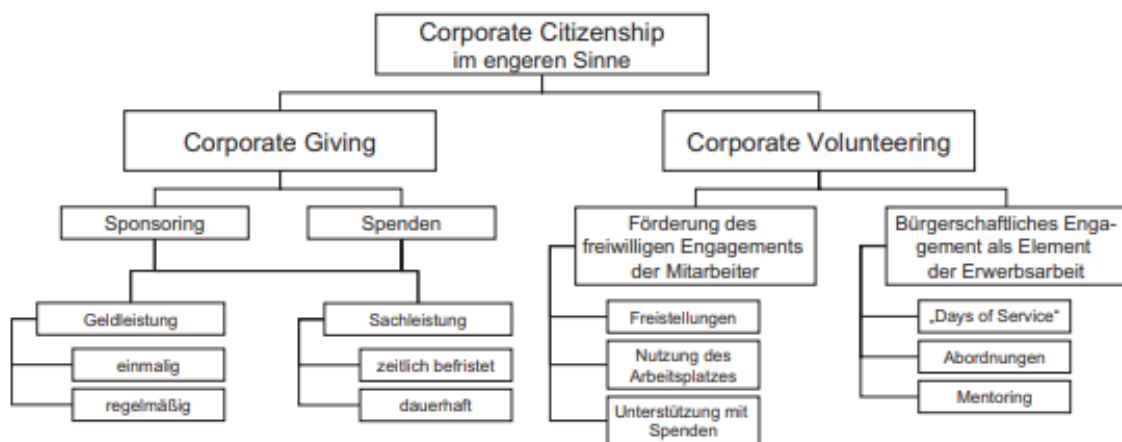 Corporate Citizenship
im engeren Sinne
Corporate Giving
Corporate Volunteering
Sponsoring
Spenden
Förderung des
freiwilligen Engagements
der Mitarbeiter
Bürgerschaftliches Enga-
gement als Element
der Erwerbsarbeit
Geldleistung
einmalig
regelmäßig
Sachleistung
zeitlich befristet
dauerhaft
Freistellungen
Nutzung des
Arbeitsplatzes
Unterstützung mit
Spenden
„Days of Service“
Abordnungen
Mentoring